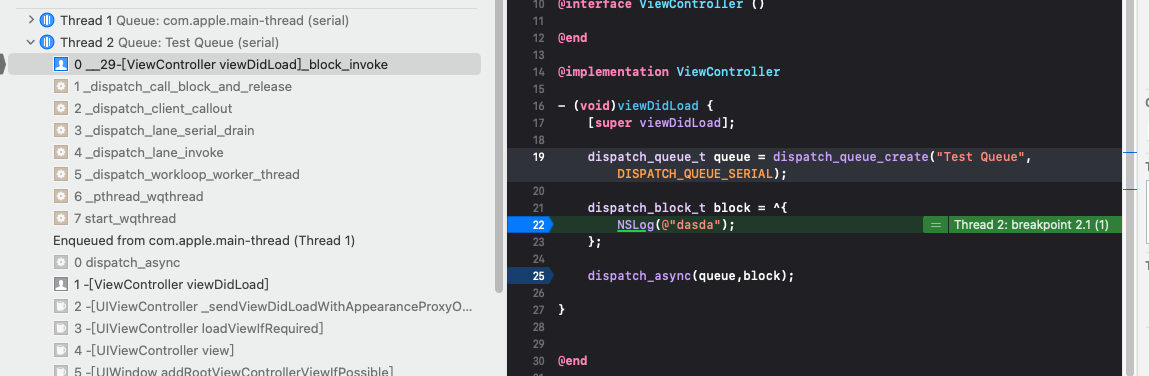 Thread 1 Queue: com.apple.main-thread (serial)
Thread 2 Queue: Test Queue (serial)
0 __29-[ViewController viewDidLoad]_block_invoke
1 _dispatch_call_block_and_release
2 _dispatch_client_callout
3 _dispatch_lane_serial_drain
4 _dispatch_lane_invoke
5 _dispatch_workloop_worker_thread
6 _pthread_wqthread
7 start_wqthread
Enqueued from com.apple.main-thread (Thread 1)
0 dispatch_async
1 -[ViewController viewDidLoad]
2 -[UIViewController _sendViewDidLoadWithAppearanceProxyO...
3 -[UIViewController loadViewIfRequired]
4 -[UIViewController view]
5 -[UIWindow addRootViewControllerViewIfPossible]
10 @interface ViewController ()
11
12 @end
13
14 @implementation ViewController
15
16 - (void)viewDidLoad {
17 [super viewDidLoad];
18
19 dispatch_queue_t queue = dispatch_queue_create("Test Queue",
DISPATCH_QUEUE_SERIAL);
20
21 dispatch_block_t block = ^{
22 NSLog(@"dasda"); = Thread 2: breakpoint 2.1 (1)
23 };
24
25 dispatch_async(queue,block);
26
27 }
28
29
30 @end